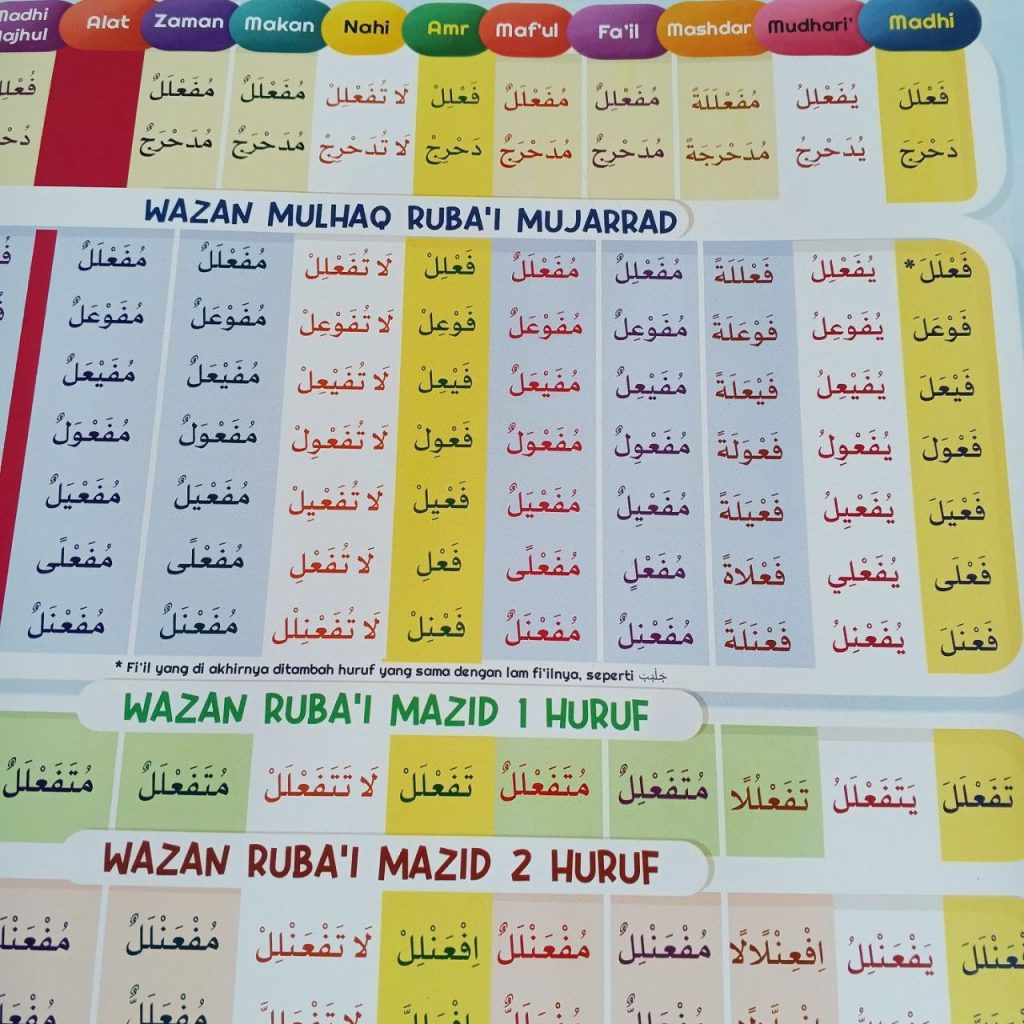 Alat Zaman Makan Nahi Amr Maf'ul Fa'il Mashdar Mudhari' Madhi
فَعْلَلَ يُفَعْلِلُ مُفَعْلَلَةً مُفَعْلِلٌ مُفَعْلَلٌ فَعْلِلْ لَا تُفَعْلِلْ مُفَعْلَلٌ مُفَعْلَلٌ
دَحْرَجَ يُدَحْرِجُ مُدَحْرَجَةً مُدَحْرِجٌ مُدَحْرَجٌ دَحْرِجْ لَا تُدَحْرِجْ مُدَحْرَجٌ مُدَحْرَجٌ
WAZAN MULHAQ RUBA'I MUJARRAD
فَعْلَلَ* يُفَعْلِلُ فَعْلَلَةً مُفَعْلِلٌ مُفَعْلَلٌ فَعْلِلْ لَا تُفَعْلِلْ مُفَعْلَلٌ مُفَعْلَلٌ
فَوْعَلَ يُفَوْعِلُ فَوْعَلَةً مُفَوْعِلٌ مُفَوْعَلٌ فَوْعِلْ لَا تُفَوْعِلْ مُفَوْعَلٌ مُفَوْعَلٌ
فَيْعَلَ يُفَيْعِلُ فَيْعَلَةً مُفَيْعِلٌ مُفَيْعَلٌ فَيْعِلْ لَا تُفَيْعِلْ مُفَيْعَلٌ مُفَيْعَلٌ
فَعْوَلَ يُفَعْوِلُ فَعْوَلَةً مُفَعْوِلٌ مُفَعْوَلٌ فَعْوِلْ لَا تُفَعْوِلْ مُفَعْوَلٌ مُفَعْوَلٌ
فَعْيَلَ يُفَعْيِلُ فَعْيَلَةً مُفَعْيِلٌ مُفَعْيَلٌ فَعْيِلْ لَا تُفَعْيِلْ مُفَعْيَلٌ مُفَعْيَلٌ
فَعْلَى يُفَعْلِي فَعْلَاةً مُفَعْلٍ مُفَعْلًى فَعْلِ لَا تُفَعْلِ مُفَعْلًى مُفَعْلًى
فَعْنَلَ يُفَعْنِلُ فَعْنَلَةً مُفَعْنِلٌ مُفَعْنَلٌ فَعْنِلْ لَا تُفَعْنِلْل مُفَعْنَلٌ مُفَعْنَلٌ
* Fi'il yang di akhirnya ditambah huruf yang sama dengan lam fi'ilnya, seperti جَلْبَبَ
WAZAN RUBA'I MAZID 1 HURUF
تَفَعْلَلَ يَتَفَعْلَلُ تَفَعْلُلًا مُتَفَعْلِلٌ مُتَفَعْلَلٌ تَفَعْلَلْ لَا تَتَفَعْلَلْ مُتَفَعْلَلٌ مُتَفَعْلَلٌ
WAZAN RUBA'I MAZID 2 HURUF
يَفْعَنْلِلُ اِفْعِنْلَالًا مُفْعَنْلِلٌ مُفْعَنْلَلٌ اِفْعَنْلِلْ لَا تَفْعَنْلِلْ مُفْعَنْلَلٌ